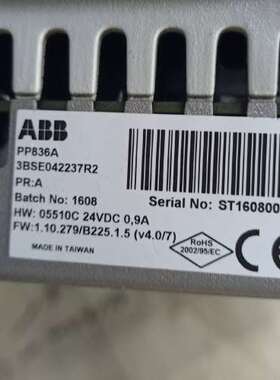 ABB
PP836A
3BSE042237R2
PR:A
Batch No: 1608
Serial No: ST160800
HW: 05510C 24VDC 0,9A
FW:1.10.279/B225.1.5 (v4.0/7)
MADE IN TAIWAN
RoHS
2002/95/EC
CE